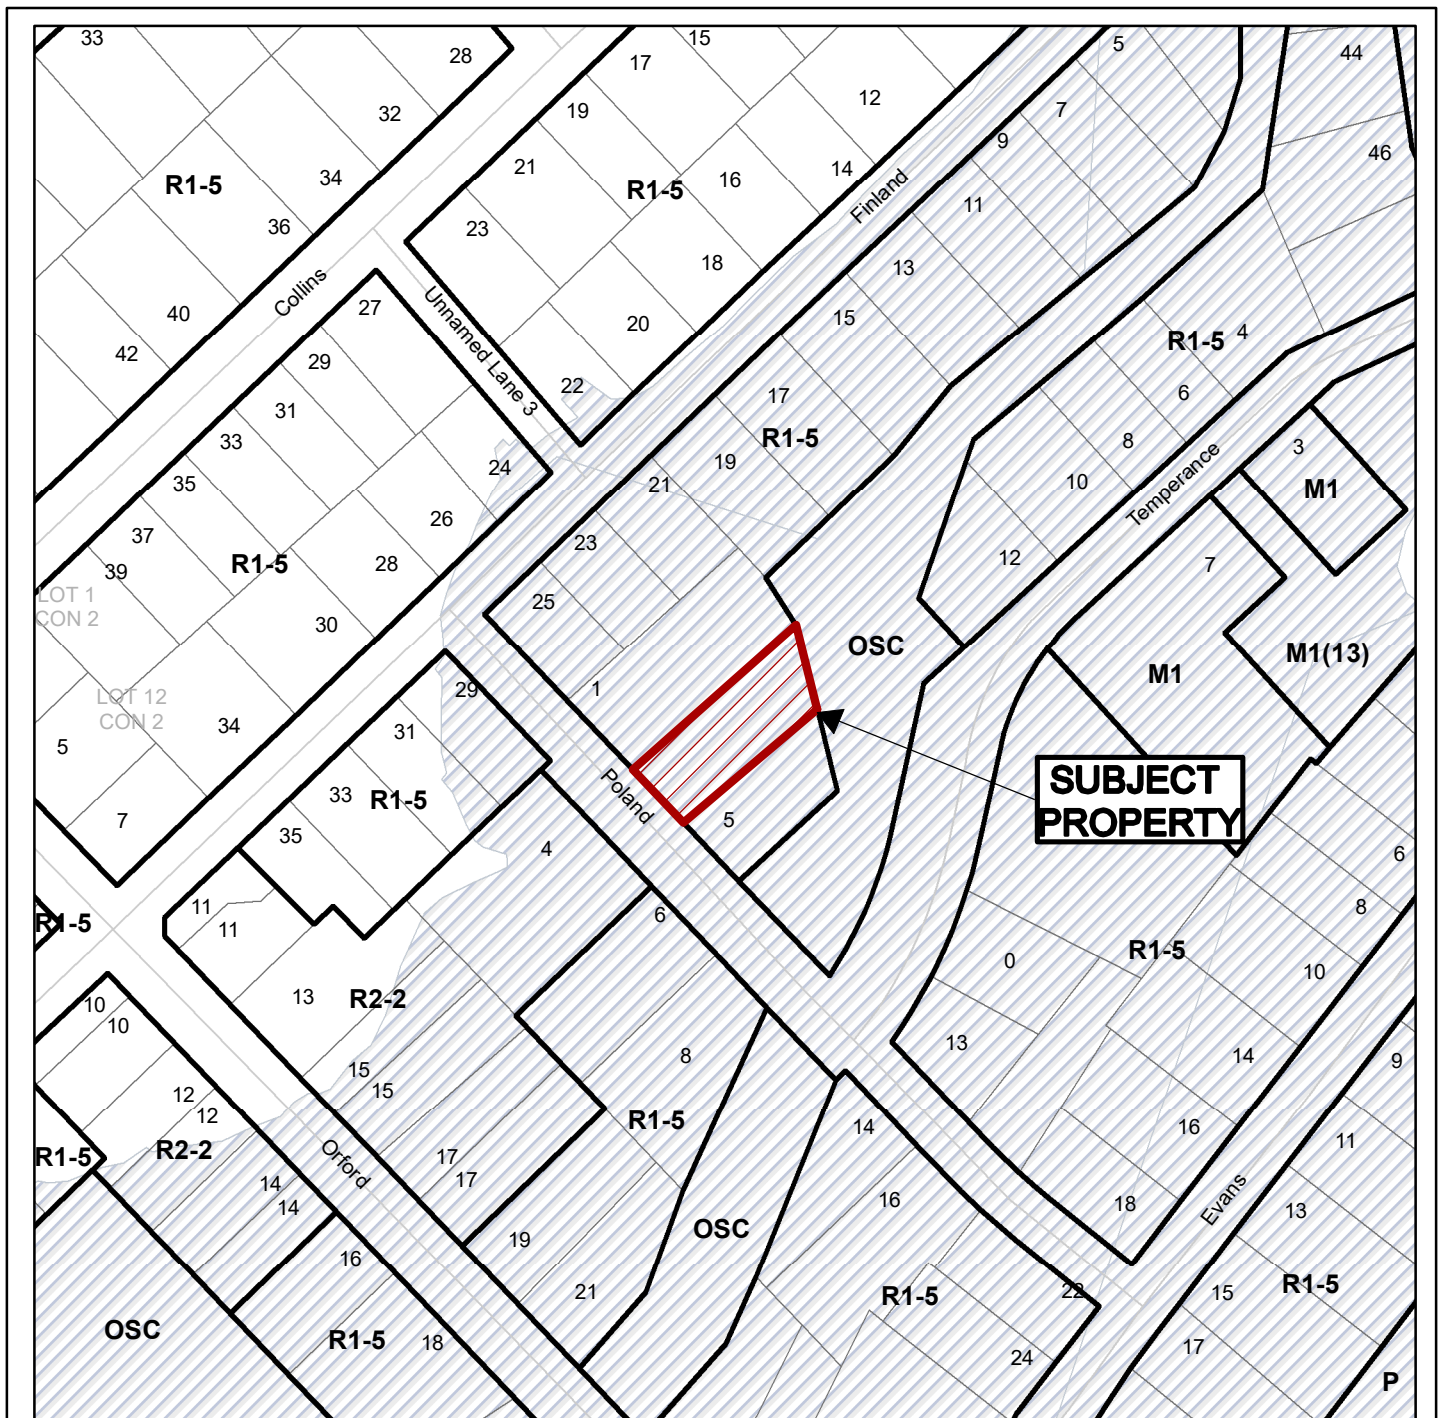 33
28
15
17
5
44
32
19
12
7
9
46
R1-5
34
21
R1-5
16
14
Finland
11
36
23
18
13
Collins
27
Unnamed Lane 3
40
20
15
R1-5
4
42
29
22
17
6
31
R1-5
33
24
19
8
3
35
21
10
Temperance
M1
37
26
23
12
7
39
R1-5
28
25
LOT 1
CON 2
30
OSC
M1(13)
M1
1
29
LOT 12
CON 2
34
31
5
Poland
SUBJECT
PROPERTY
33
R1-5
7
35
5
4
6
11
6
8
R1-5
11
R1-5
0
10
13
R2-2
10
10
13
14
8
9
15
15
12
12
R1-5
14
16
11
R1-5
R2-2
Orford
17
17
14
14
16
18
Evans
13
19
OSC
16
21
R1-5
22
15
R1-5
OSC
R1-5
18
24
17
P